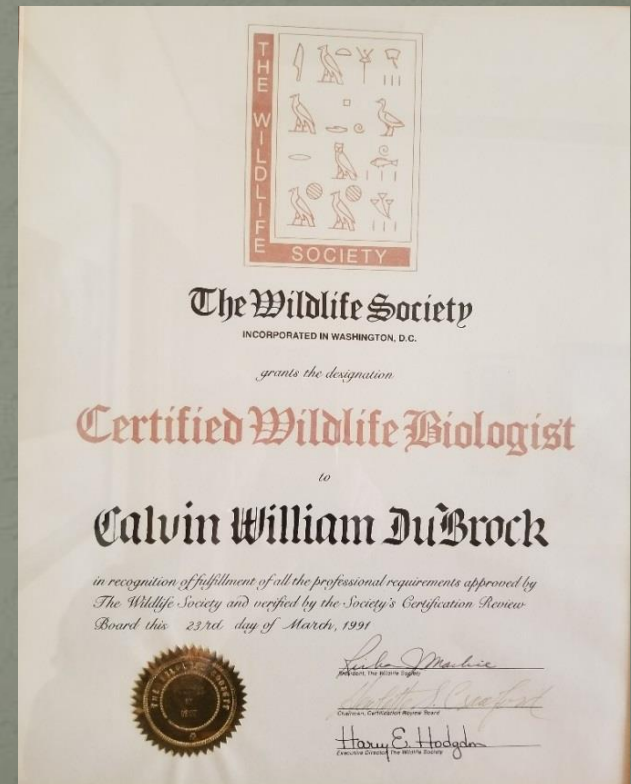 THE WILDLIFE
SOCIETY
The Wildlife Society
INCORPORATED IN WASHINGTON, D.C.
grants the designation
Certified Wildlife Biologist
to
Calvin William DuBrock
in recognition of fulfillment of all the professional requirements approved by
The Wildlife Society and verified by the Society's Certification Review
Board this 23rd day of March, 1991
President, The Wildlife Society
Chairman, Certification Review Board
Harry E. Hodgdon
Executive Director The Wildlife Society
THE WILDLIFE SOCIETY